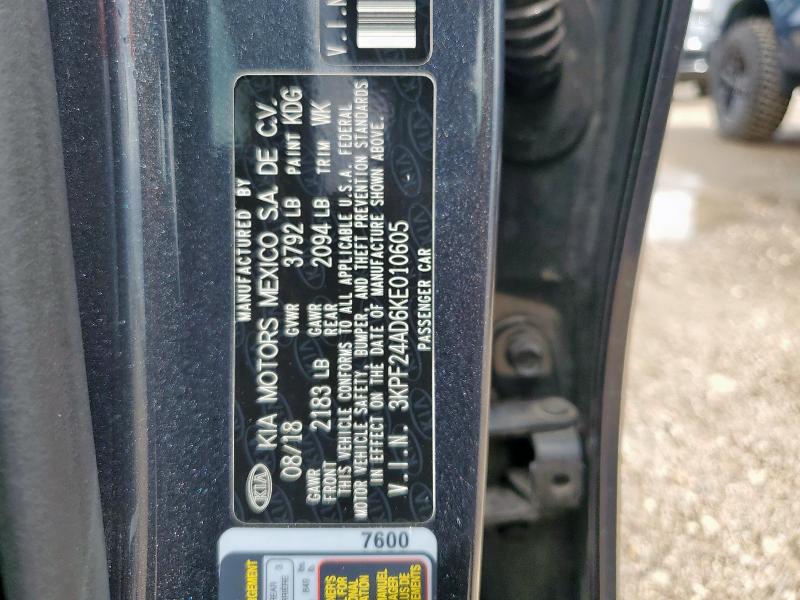 V.I.N
MANUFACTURED BY
KIA KIA MOTORS MEXICO S.A. DE C.V.
08/18 GVWR 3792 LB PAINT KDG
GAWR FRONT 2183 LB GAWR REAR 2094 LB TRIM WK
THIS VEHICLE CONFORMS TO ALL APPLICABLE U.S.A. FEDERAL
MOTOR VEHICLE SAFETY, BUMPER, AND THEFT PREVENTION STANDARDS
IN EFFECT ON THE DATE OF MANUFACTURE SHOWN ABOVE.
V.I.N. 3KPF24AD6KE010605
PASSENGER CAR
7600